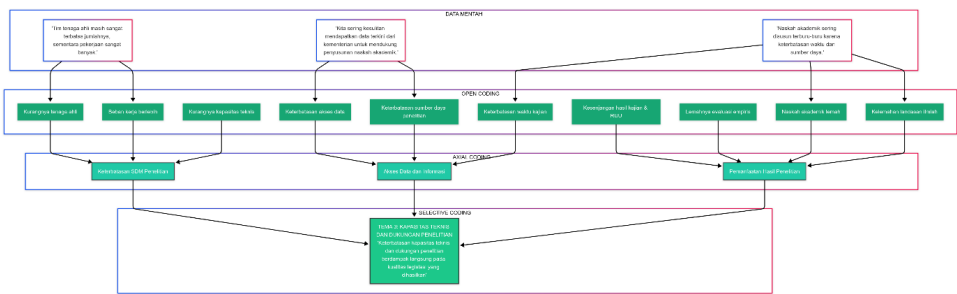 DATA MENTAH
"Tim tenaga ahli masih sangat
terbatas jumlahnya,
sementara pekerjaan sangat
banyak."
"Kita sering kesulitan
mendapatkan data terkini dari
kementerian untuk mendukung
penyusunan naskah akademik."
"Naskah akademik sering
disusun terburu-buru karena
keterbatasan waktu dan
sumber daya."
OPEN CODING
Kurangnya tenaga ahli
Beban kerja berlebih
Kurangnya kapasitas teknis
Keterbatasan akses data
Keterbatasan sumber daya
penelitian
Keterbatasan waktu kajian
Kesenjangan hasil kajian &
RUU
Lemahnya evaluasi empiris
Naskah akademik lemah
Kelemahan landasan ilmiah
AXIAL CODING
Keterbatasan SDM Penelitian
Akses Data dan Informasi
Pemanfaatan Hasil Penelitian
SELECTIVE CODING
KAPASITAS TEKNIS
DAN DUKUNGAN PENELITIAN
"Keterbatasan kapasitas teknis
dan dukungan penelitian
berdampak langsung pada
kualitas legislasi yang
dihasilkan"